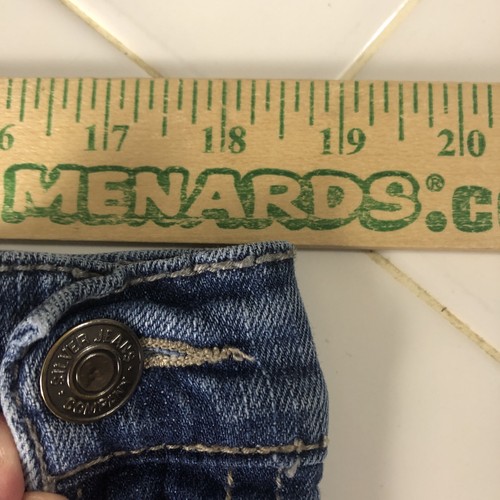 6 17 18 19 20
MENARDS®.C
SILVER JEANS
COMPANY